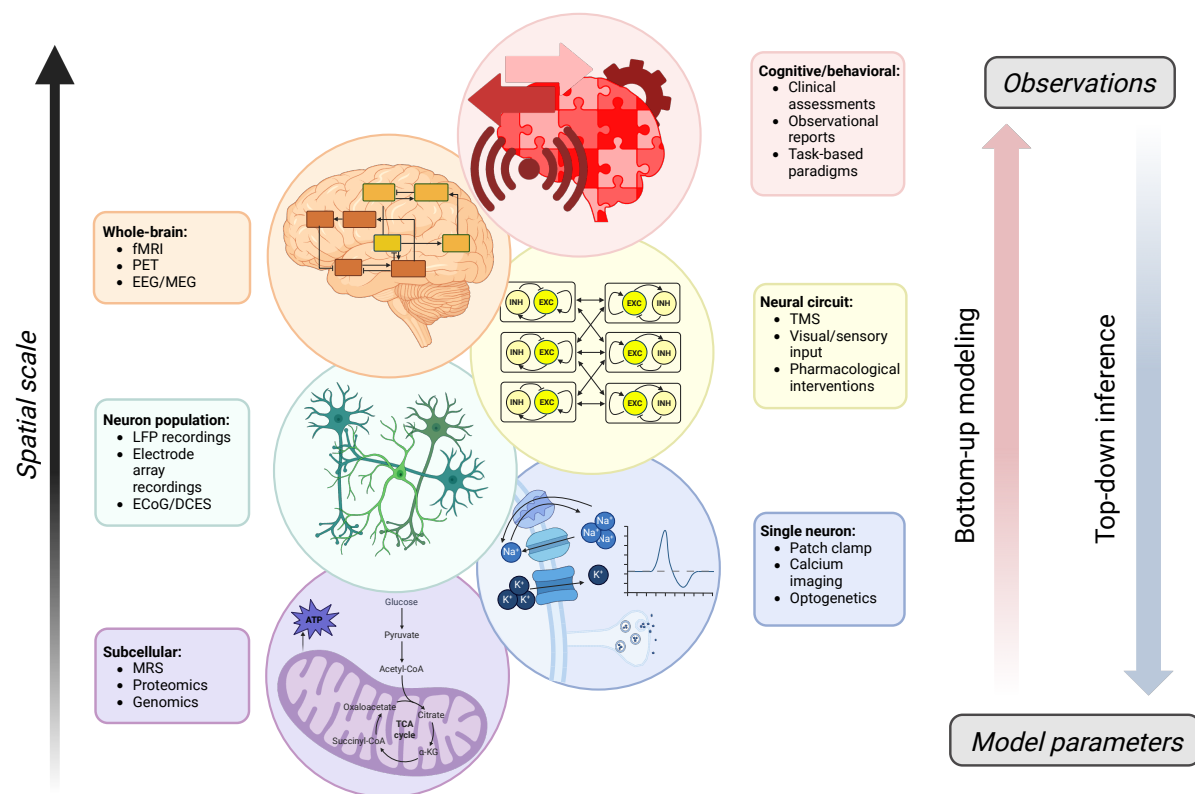 Spatial scale
Cognitive/behavioral:
• Clinical
assessments
• Observational
reports
• Task-based
paradigms
Whole-brain:
• fMRI
• PET
• EEG/MEG
INH
EXC
EXC
INH
INH
EXC
EXC
INH
INH
EXC
EXC
INH
Neural circuit:
• TMS
• Visual/sensory
input
• Pharmacological
interventions
Neuron population:
• LFP recordings
• Electrode
array
recordings
• ECoG/DCES
Na⁺
Na⁺
Na⁺
Na⁺
K⁺
K⁺
K⁺
K⁺
Single neuron:
• Patch clamp
• Calcium
imaging
• Optogenetics
Subcellular:
• MRS
• Proteomics
• Genomics
ATP
Glucose
Pyruvate
Acetyl-CoA
Oxaloacetate
Citrate
TCA
cycle
Succinyl-CoA
α-KG
Observations
Bottom-up modeling
Top-down inference
Model parameters